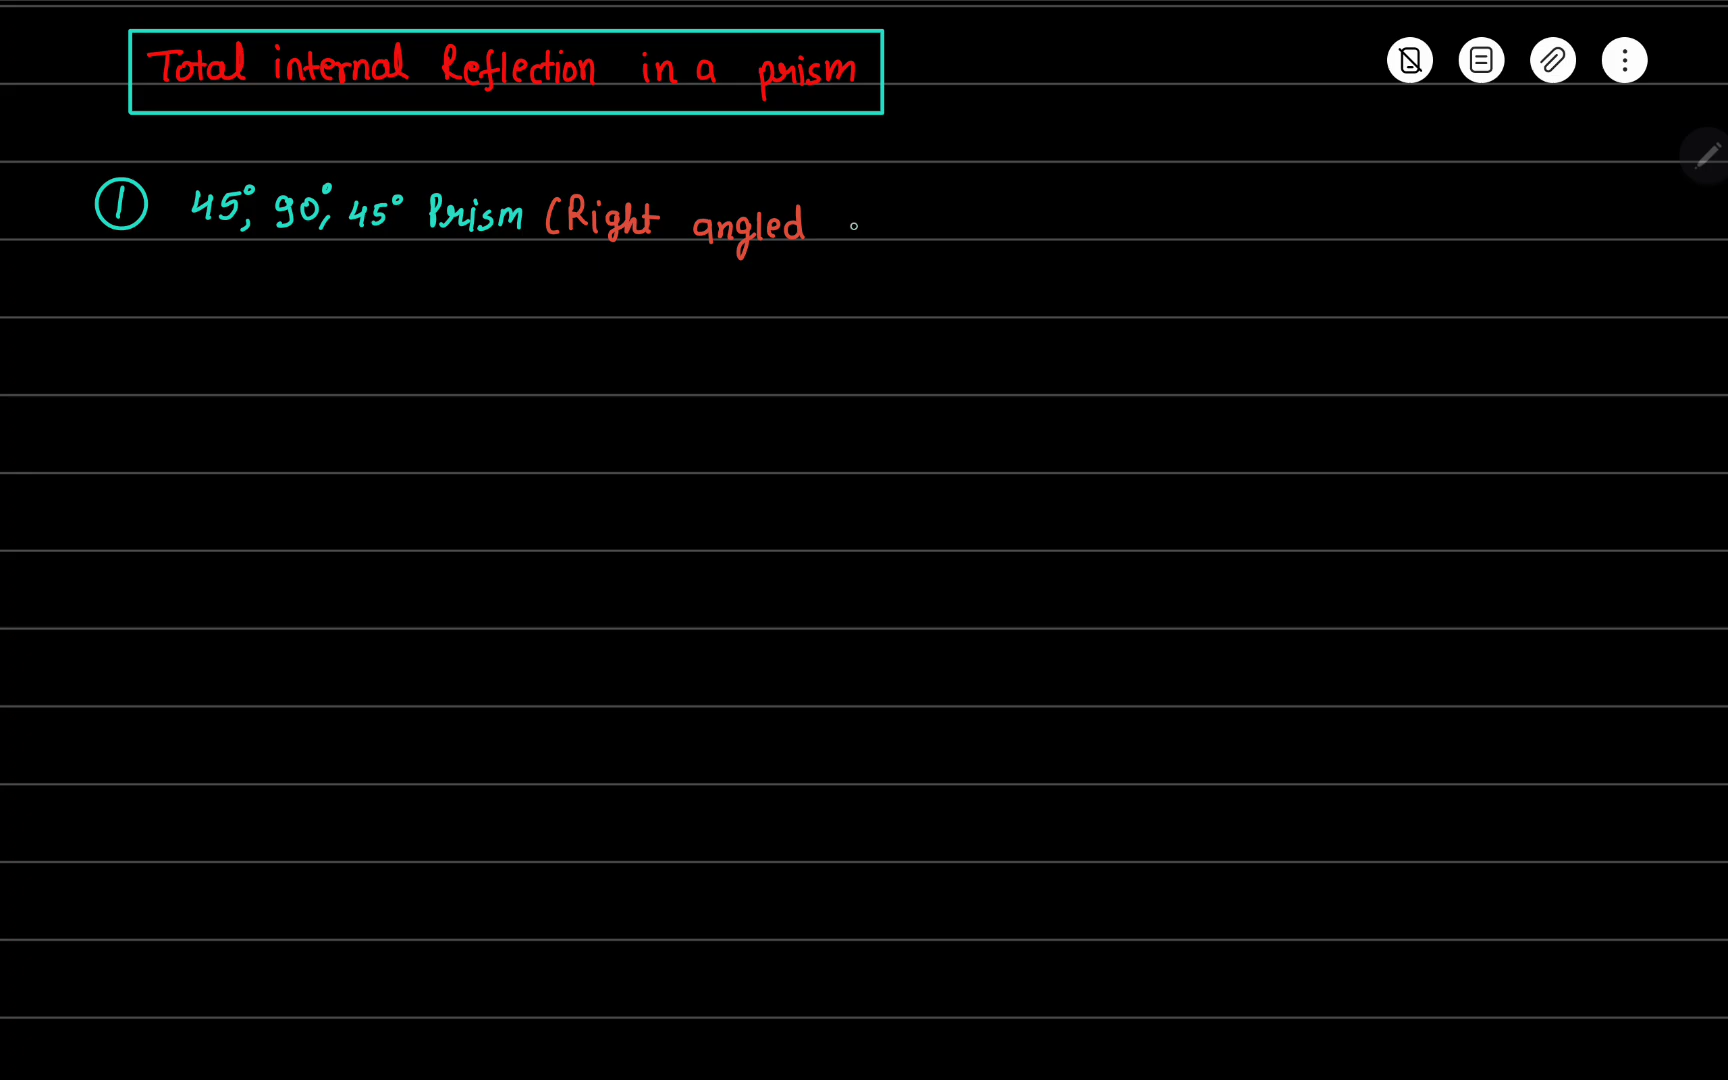 Total internal Reflection in a prism
① 45°, 90°, 45° Prism (Right angled